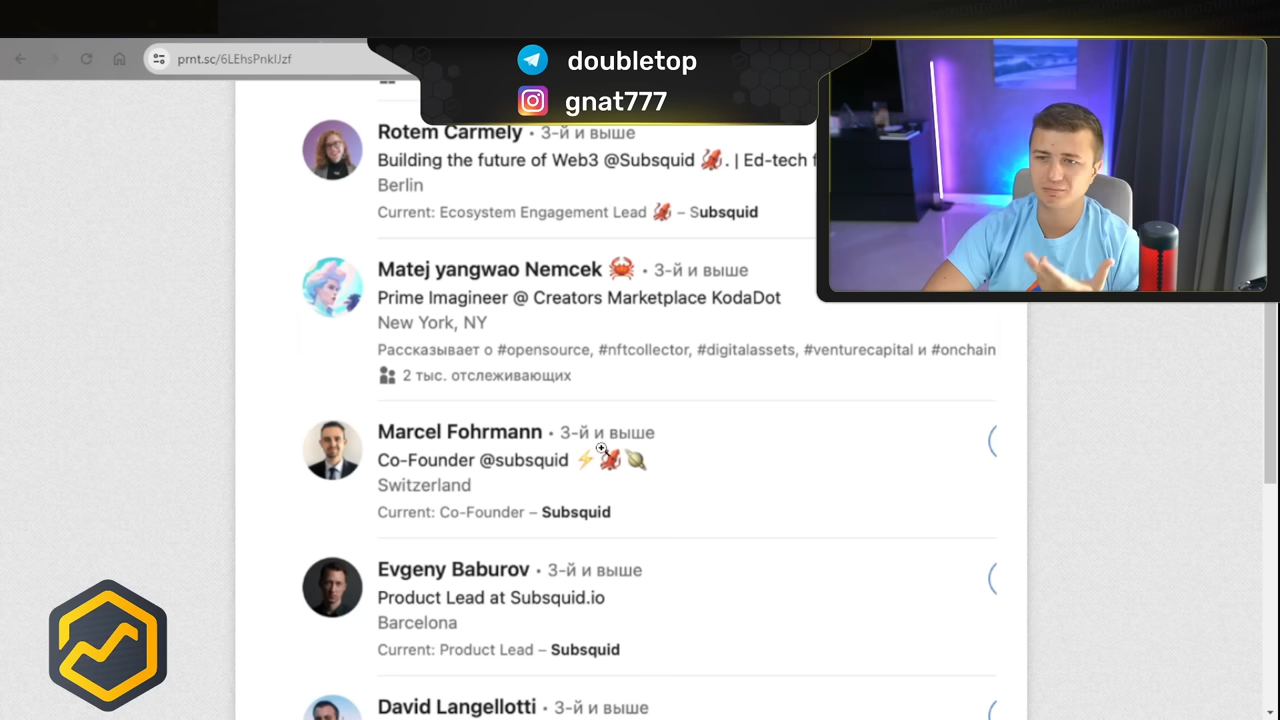 prnt.sc/6LEhsPnkIJzf
doubletop
gnat777
Rotem Carmely • 3-й и выше
Building the future of Web3 @Subsquid 🦑. | Ed-tech f
Berlin
Current: Ecosystem Engagement Lead 🦑 – Subsquid
Matej yangwao Nemcek 🦀 • 3-й и выше
Prime Imagineer @ Creators Marketplace KodaDot
New York, NY
Рассказывает о #opensource, #nftcollector, #digitalassets, #venturecapital и #onchain
2 тыс. отслеживающих
Marcel Fohrmann • 3-й и выше
Co-Founder @subsquid ⚡🦑🪐
Switzerland
Current: Co-Founder – Subsquid
Evgeny Baburov • 3-й и выше
Product Lead at Subsquid.io
Barcelona
Current: Product Lead – Subsquid
David Langellotti • 3-й и выше